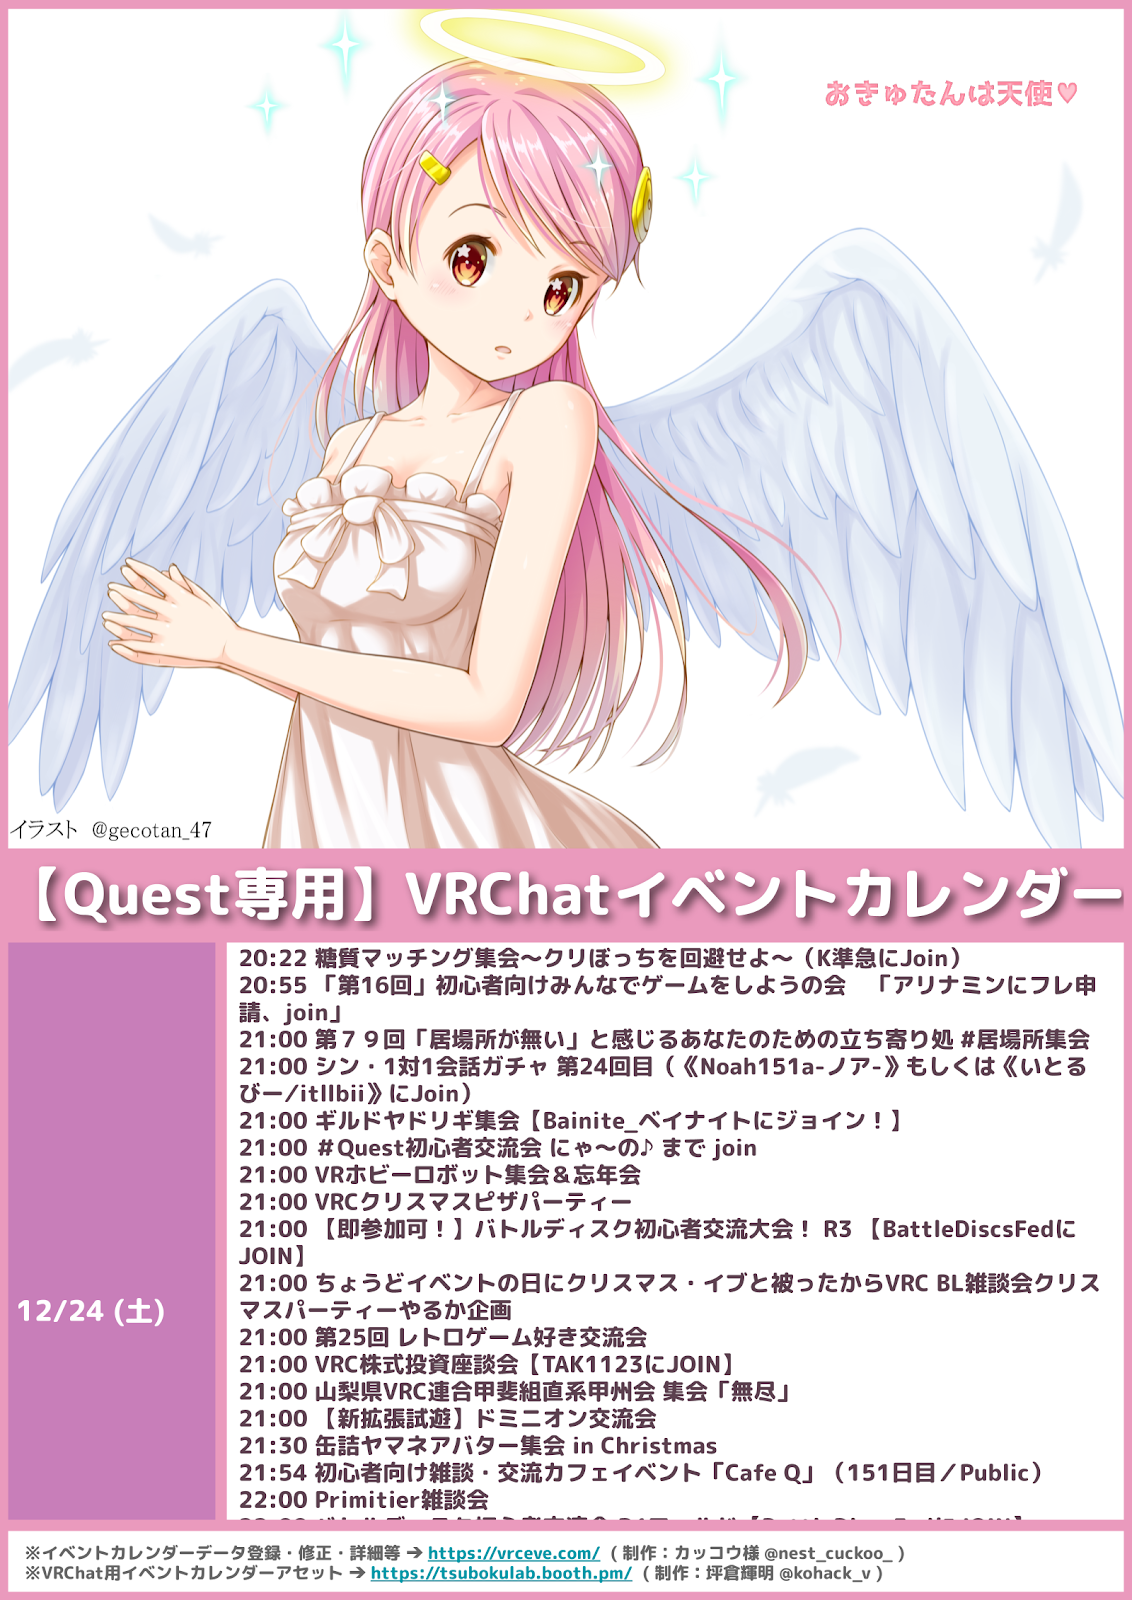 おきゅたんは天使♥
イラスト @gecotan_47
【Quest専用】VRChatイベントカレンダー
12/24 (土)
20:22 糖質マッチング集会～クリぼっちを回避せよ～（K準急にJoin）
20:55 「第16回」初心者向けみんなでゲームをしようの会　「アリナミンにフレ申
請、join」
21:00 第７９回「居場所が無い」と感じるあなたのための立ち寄り処 #居場所集会
21:00 シン・1対1会話ガチャ 第24回目（《Noah151a-ノア-》もしくは《いとる
びー/itllbii》にJoin）
21:00 ギルドヤドリギ集会【Bainite_ベイナイトにジョイン！】
21:00 ＃Quest初心者交流会 にゃ～の♪ まで join
21:00 VRホビーロボット集会＆忘年会
21:00 VRCクリスマスピザパーティー
21:00 【即参加可！】バトルディスク初心者交流大会！ R3 【BattleDiscsFedに
JOIN】
21:00 ちょうどイベントの日にクリスマス・イブと被ったからVRC BL雑談会クリス
マスパーティーやるか企画
21:00 第25回 レトロゲーム好き交流会
21:00 VRC株式投資座談会【TAK1123にJOIN】
21:00 山梨県VRC連合甲斐組直系甲州会 集会「無尽」
21:00 【新拡張試遊】ドミニオン交流会
21:30 缶詰ヤマネアバター集会 in Christmas
21:54 初心者向け雑談・交流カフェイベント「Cafe Q」（151日目／Public）
22:00 Primitier雑談会
※イベントカレンダーデータ登録・修正・詳細等 ➔ https://vrceve.com/ ( 制作：カッコウ様 @nest_cuckoo_ )
※VRChat用イベントカレンダーアセット ➔ https://tsubokulab.booth.pm/ ( 制作：坪倉輝明 @kohack_v )